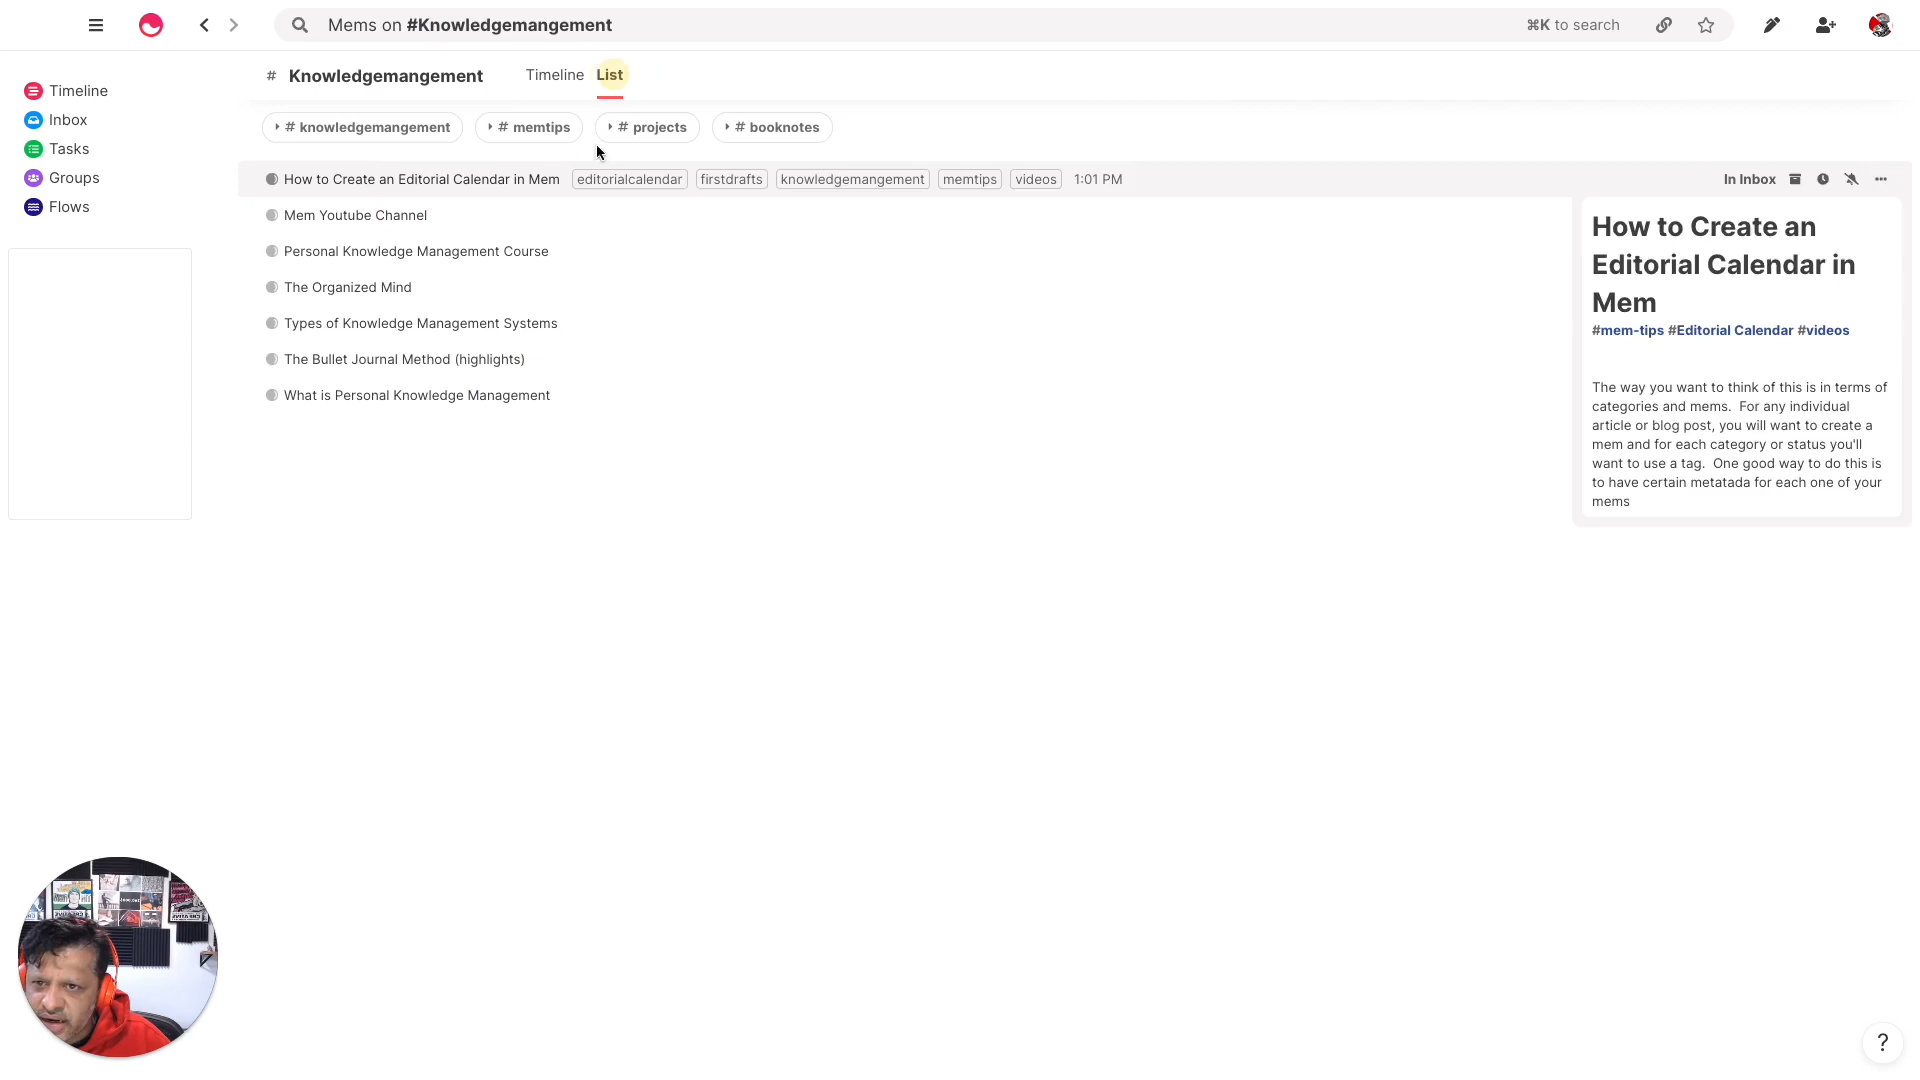 Mems on #Knowledgemangement
⌘K to search
Timeline
Inbox
Tasks
Groups
Flows
# Knowledgemangement Timeline List
# knowledgemangement # memtips # projects # booknotes
How to Create an Editorial Calendar in Mem editorialcalendar firstdrafts knowledgemangement memtips videos 1:01 PM In Inbox
Mem Youtube Channel
Personal Knowledge Management Course
The Organized Mind
Types of Knowledge Management Systems
The Bullet Journal Method (highlights)
What is Personal Knowledge Management
How to Create an
Editorial Calendar in
Mem
#mem-tips #Editorial Calendar #videos
The way you want to think of this is in terms of
categories and mems. For any individual
article or blog post, you will want to create a
mem and for each category or status you'll
want to use a tag. One good way to do this is
to have certain metatada for each one of your
mems
?